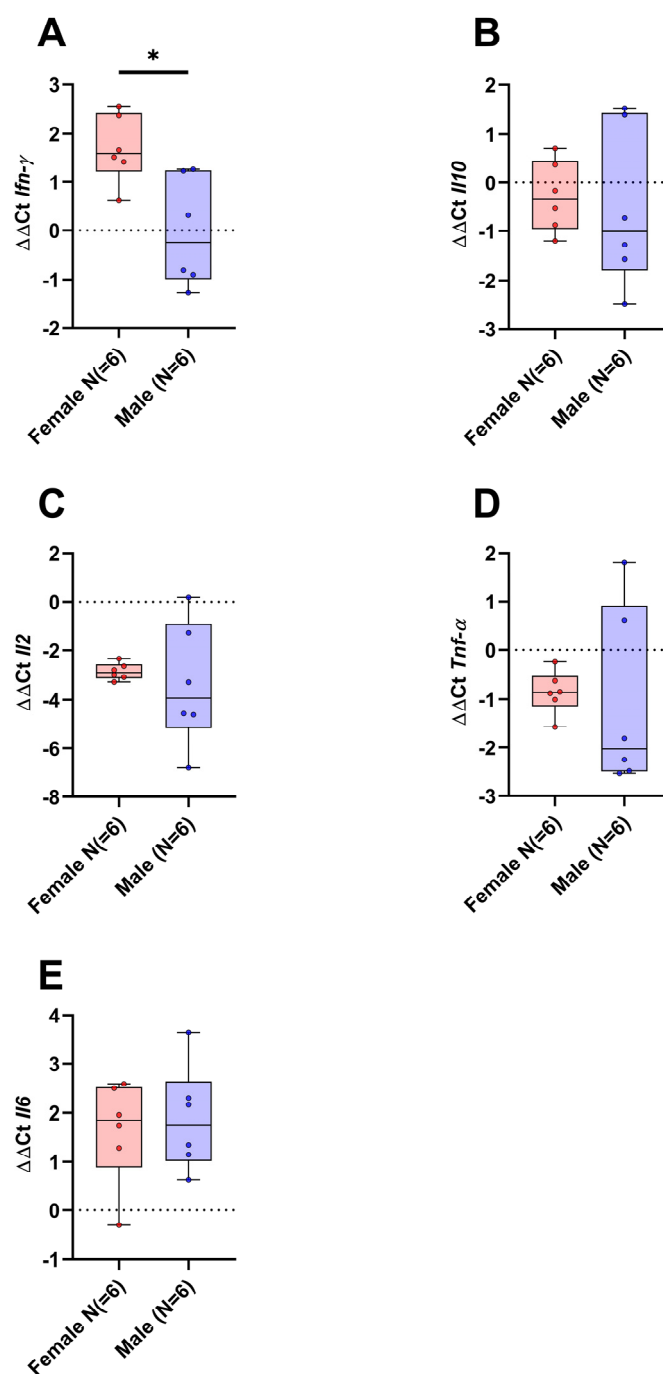 A
*
3
2
1
0
-1
-2
ΔΔCt Ifn-γ
Female N(=6)
Male (N=6)
B
2
1
0
-1
-2
-3
ΔΔCt Il10
Female N(=6)
Male (N=6)
C
2
0
-2
-4
-6
-8
ΔΔCt Il2
Female N(=6)
Male (N=6)
D
2
1
0
-1
-2
-3
ΔΔCt Tnf-α
Female N(=6)
Male (N=6)
E
4
3
2
1
0
-1
ΔΔCt Il6
Female N(=6)
Male (N=6)